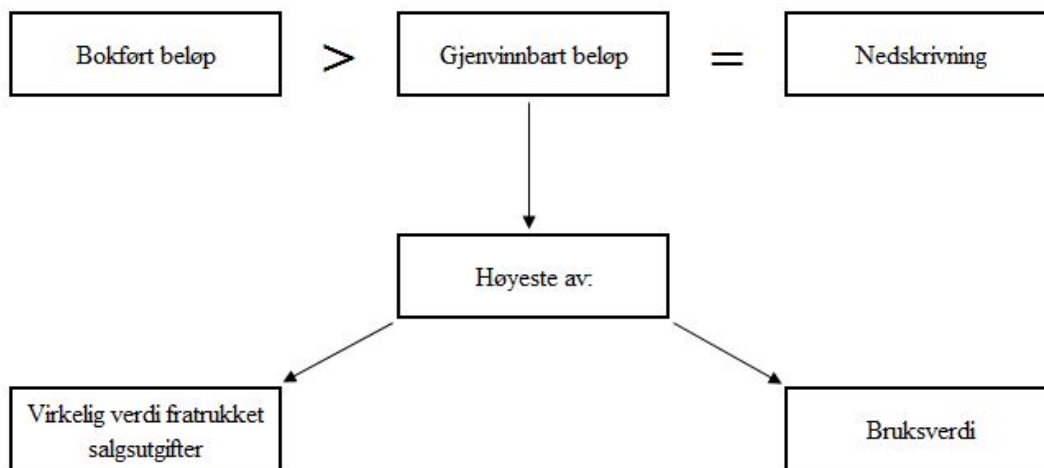 Bokført beløp > Gjenvinnbart beløp = Nedskrivning
Høyeste av:
Virkelig verdi fratrukket
salgsutgifter
Bruksverdi